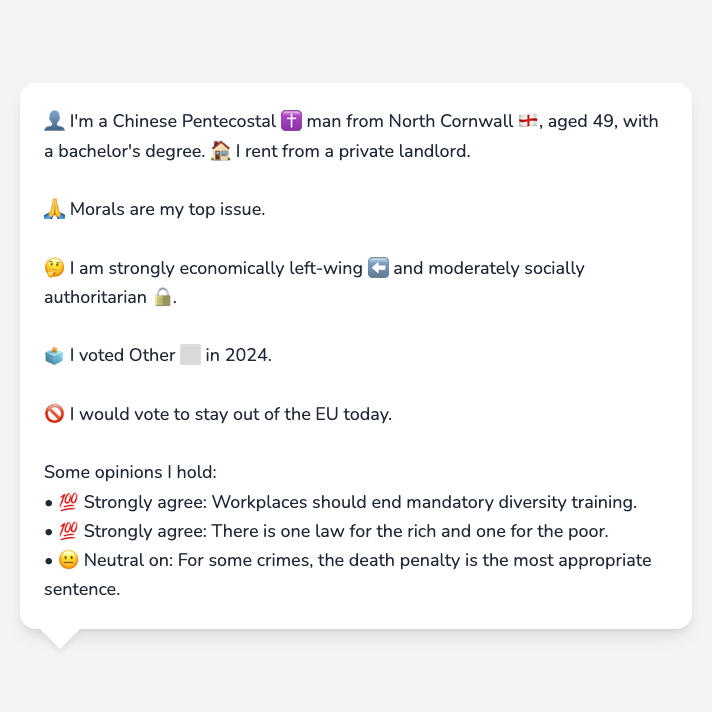 👤 I'm a Chinese Pentecostal ✝️ man from North Cornwall 🏴󠁧󠁢󠁥󠁮󠁧󠁿, aged 49, with
a bachelor's degree. 🏠 I rent from a private landlord.
🙏 Morals are my top issue.
🤔 I am strongly economically left-wing ⬅️ and moderately socially
authoritarian 🔒.
🗳️ I voted Other ⬜ in 2024.
🚫 I would vote to stay out of the EU today.
Some opinions I hold:
• 💯 Strongly agree: Workplaces should end mandatory diversity training.
• 💯 Strongly agree: There is one law for the rich and one for the poor.
• 😐 Neutral on: For some crimes, the death penalty is the most appropriate
sentence.